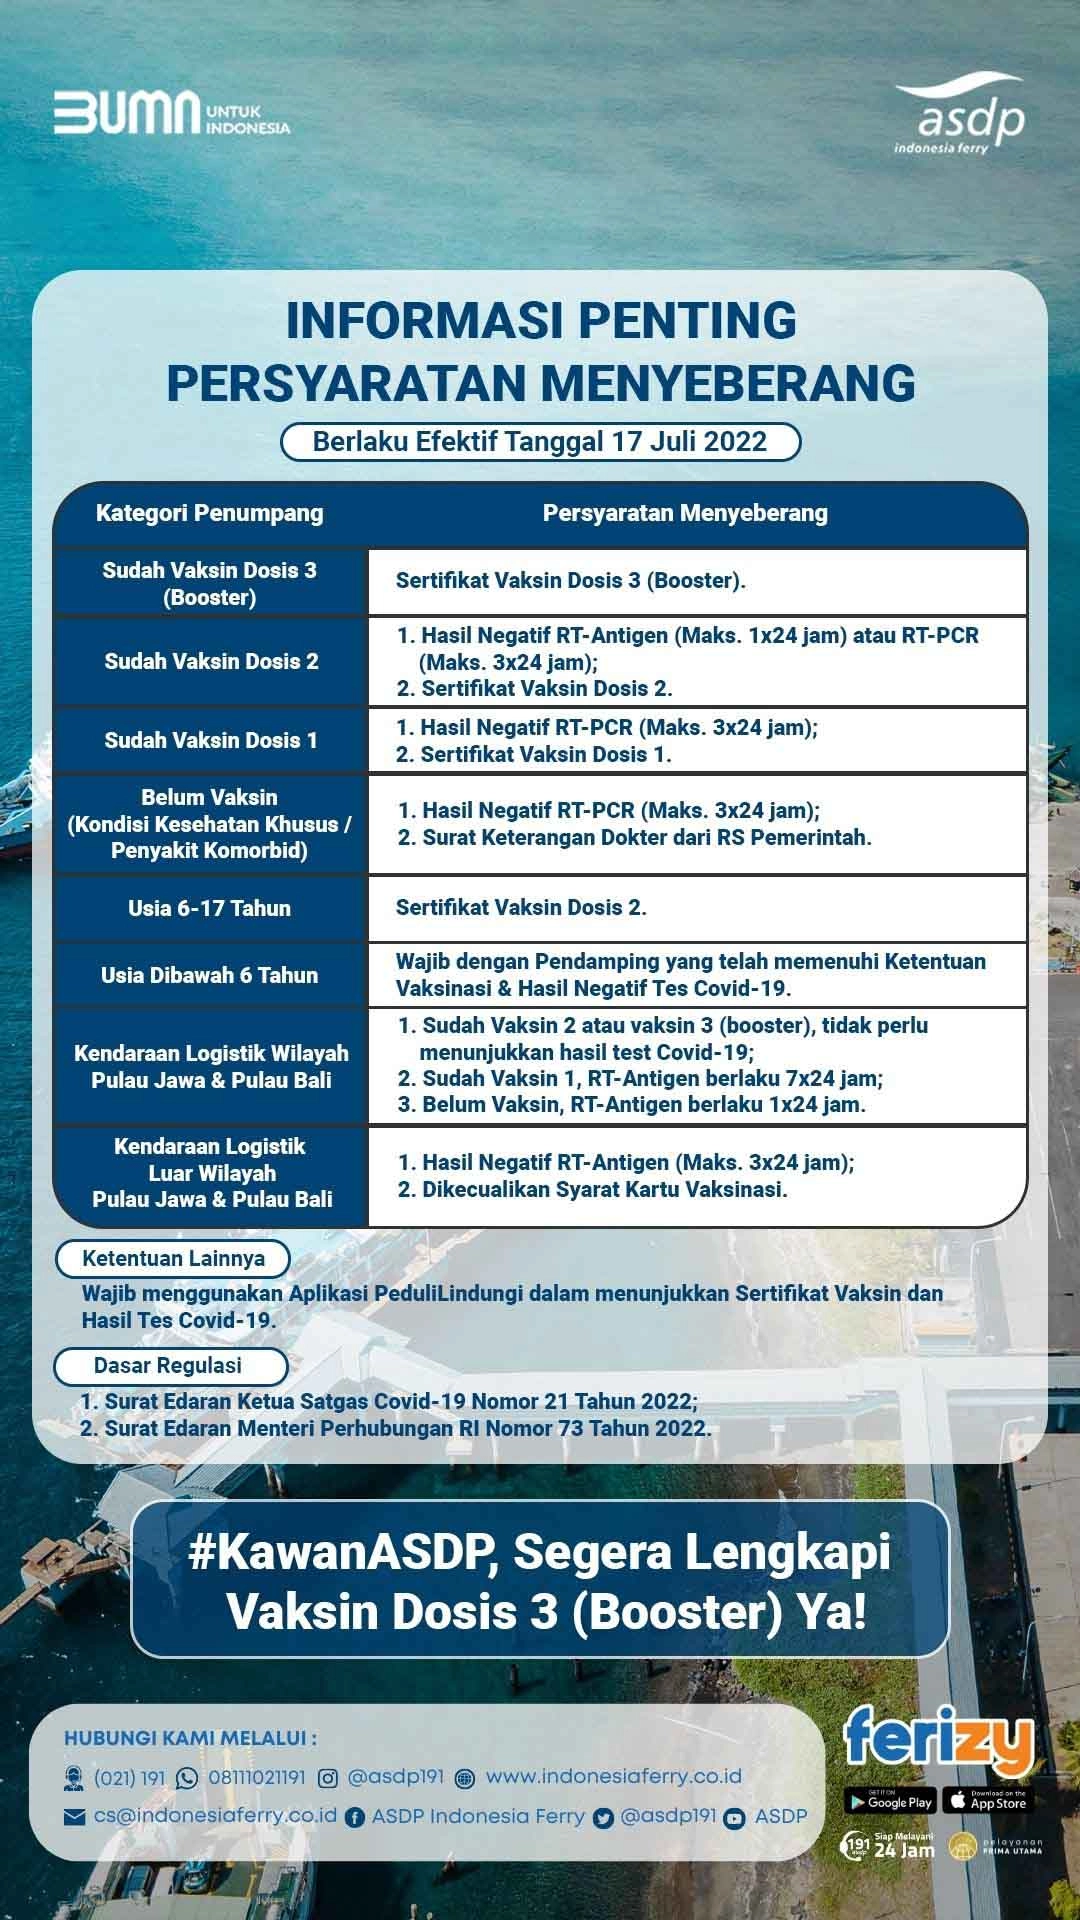 BUMN UNTUK
INDONESIA
asdp
indonesia ferry
INFORMASI PENTING
PERSYARATAN MENYEBERANG
Berlaku Efektif Tanggal 17 Juli 2022
Kategori Penumpang
Persyaratan Menyeberang
Sudah Vaksin Dosis 3
(Booster)
Sertifikat Vaksin Dosis 3 (Booster).
Sudah Vaksin Dosis 2
1. Hasil Negatif RT-Antigen (Maks. 1x24 jam) atau RT-PCR
(Maks. 3x24 jam);
2. Sertifikat Vaksin Dosis 2.
Sudah Vaksin Dosis 1
1. Hasil Negatif RT-PCR (Maks. 3x24 jam);
2. Sertifikat Vaksin Dosis 1.
Belum Vaksin
(Kondisi Kesehatan Khusus /
Penyakit Komorbid)
1. Hasil Negatif RT-PCR (Maks. 3x24 jam);
2. Surat Keterangan Dokter dari RS Pemerintah.
Usia 6-17 Tahun
Sertifikat Vaksin Dosis 2.
Usia Dibawah 6 Tahun
Wajib dengan Pendamping yang telah memenuhi Ketentuan
Vaksinasi & Hasil Negatif Tes Covid-19.
Kendaraan Logistik Wilayah
Pulau Jawa & Pulau Bali
1. Sudah Vaksin 2 atau vaksin 3 (booster), tidak perlu
menunjukkan hasil test Covid-19;
2. Sudah Vaksin 1, RT-Antigen berlaku 7x24 jam;
3. Belum Vaksin, RT-Antigen berlaku 1x24 jam.
Kendaraan Logistik
Luar Wilayah
Pulau Jawa & Pulau Bali
1. Hasil Negatif RT-Antigen (Maks. 3x24 jam);
2. Dikecualikan Syarat Kartu Vaksinasi.
Ketentuan Lainnya
Wajib menggunakan Aplikasi PeduliLindungi dalam menunjukkan Sertifikat Vaksin dan
Hasil Tes Covid-19.
Dasar Regulasi
1. Surat Edaran Ketua Satgas Covid-19 Nomor 21 Tahun 2022;
2. Surat Edaran Menteri Perhubungan RI Nomor 73 Tahun 2022.
#KawanASDP, Segera Lengkapi
Vaksin Dosis 3 (Booster) Ya!
HUBUNGI KAMI MELALUI :
(021) 191 08111021191 @asdp191 www.indonesiaferry.co.id
cs@indonesiaferry.co.id ASDP Indonesia Ferry @asdp191 ASDP
ferizy
GET IT ON
Google Play
Download on the
App Store
191
asdp
Siap Melayani
24 Jam
pelayanan
PRIMA UTAMA